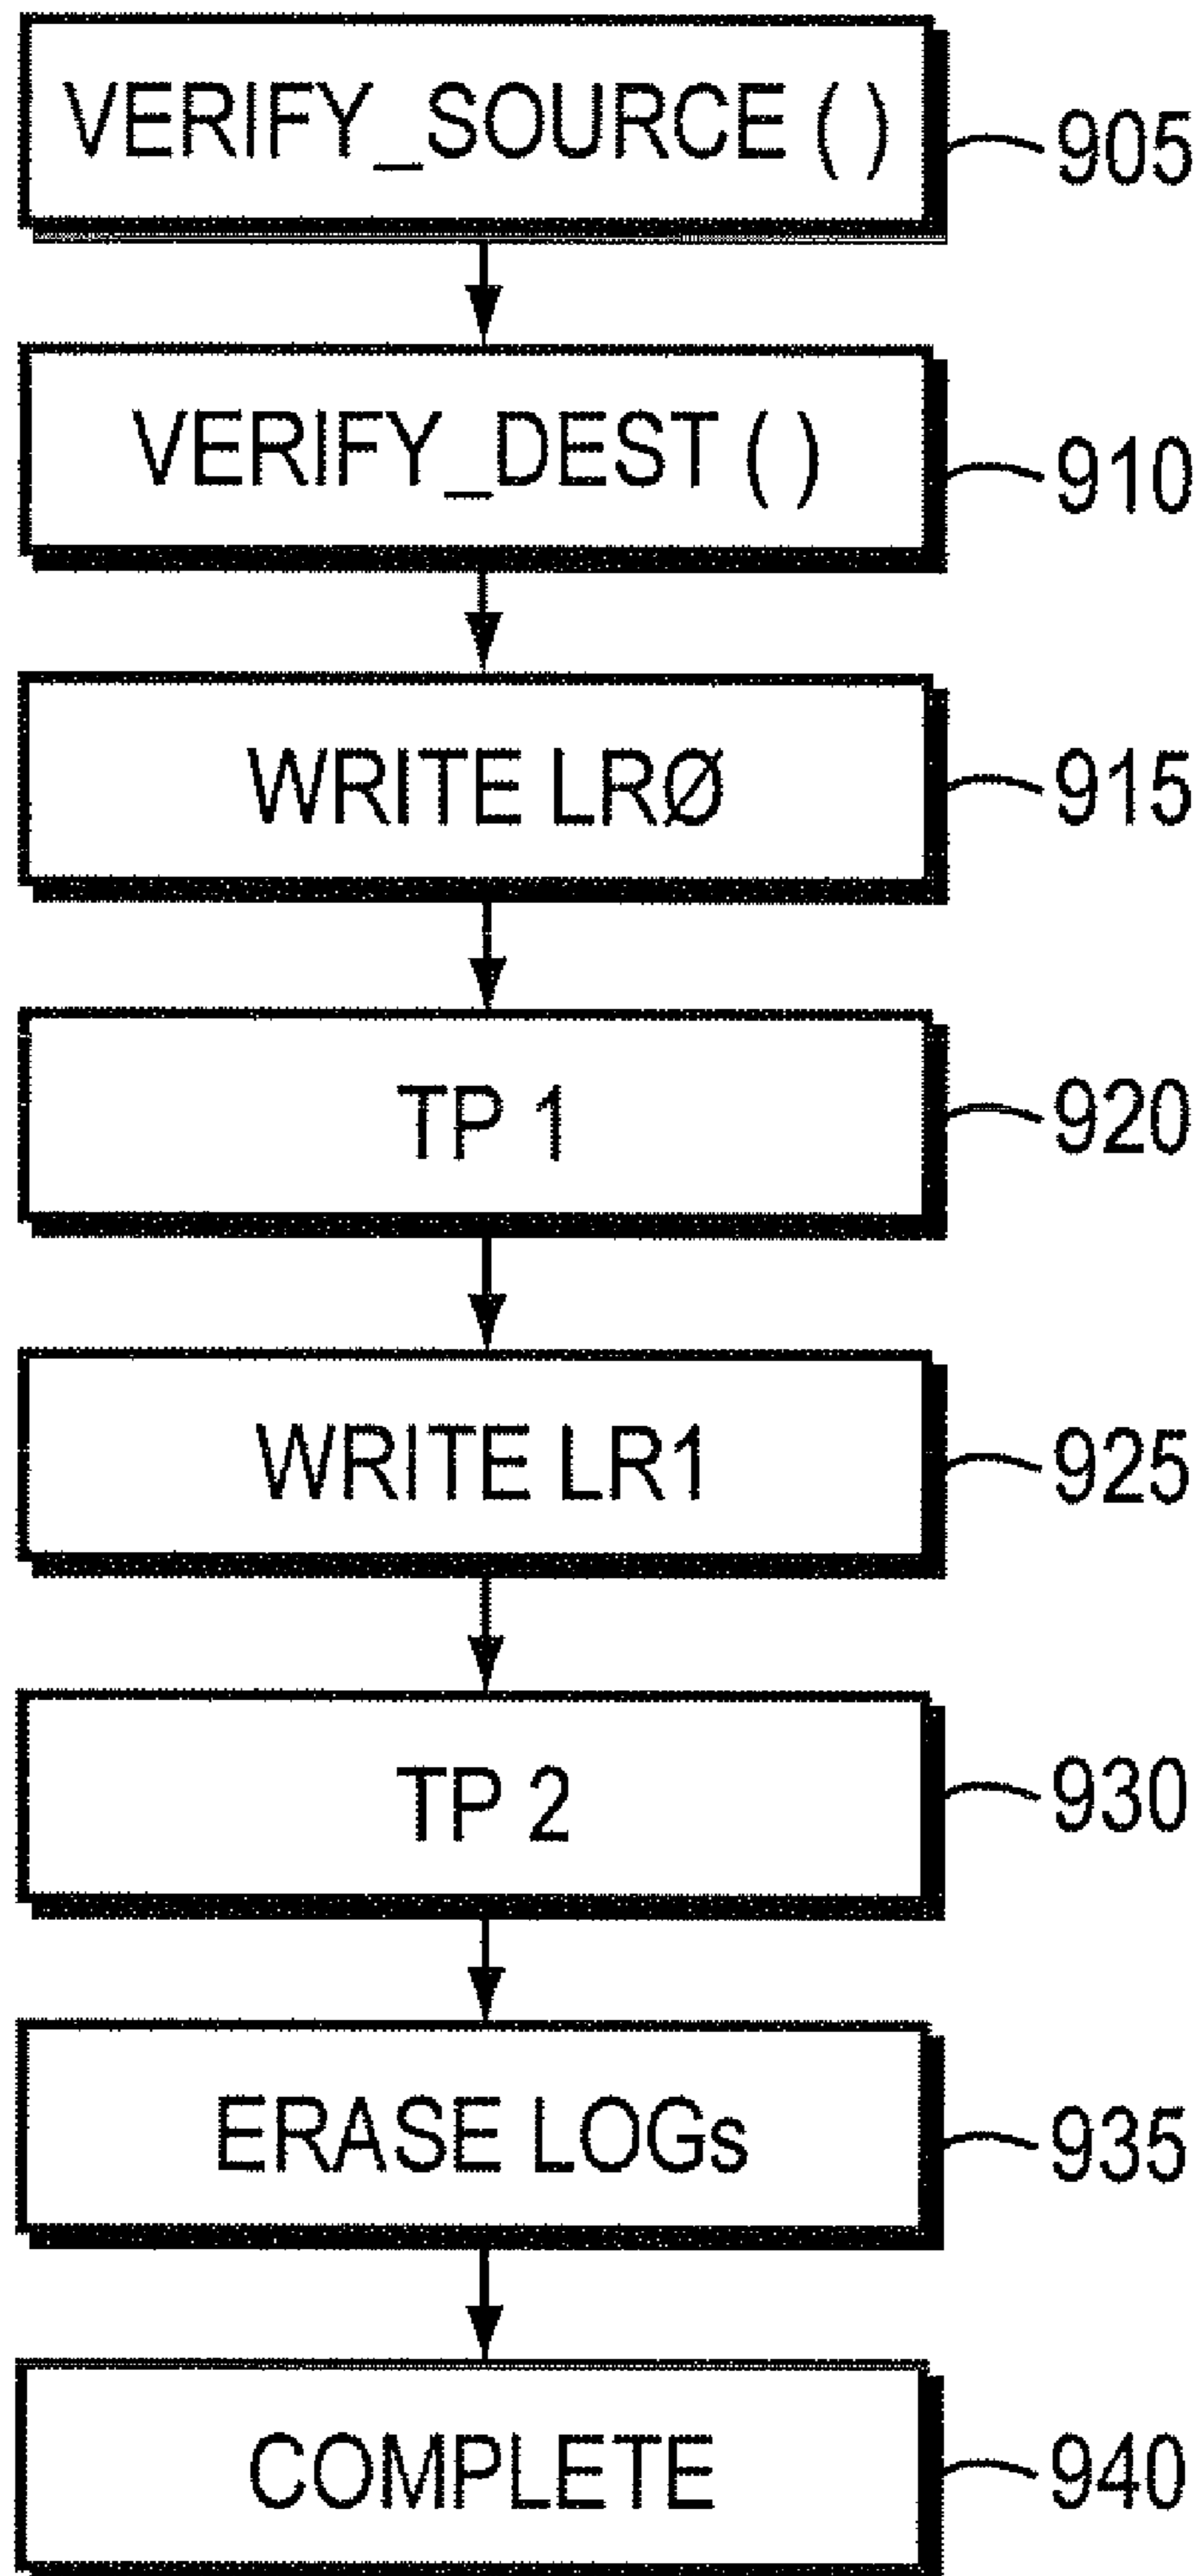 VERIFY_SOURCE ( ) 905
VERIFY_DEST ( ) 910
WRITE LRØ 915
TP 1 920
WRITE LR1 925
TP 2 930
ERASE LOGs 935
COMPLETE 940